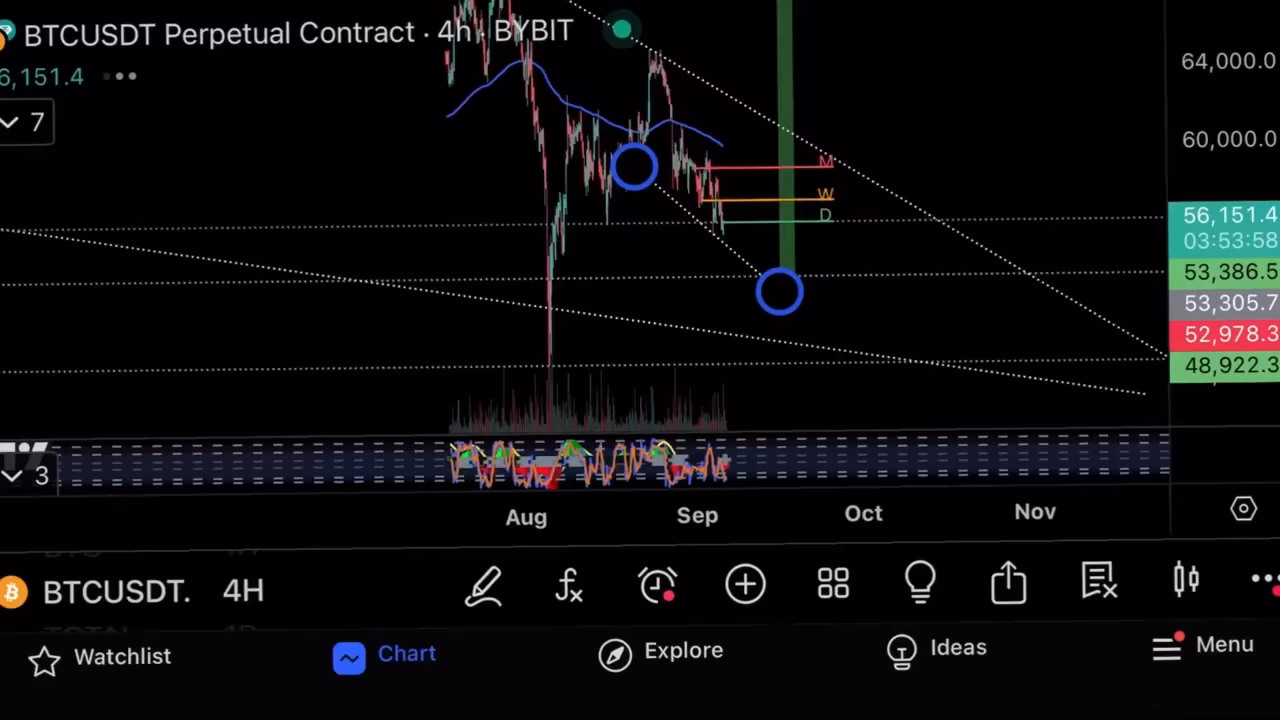 BTCUSDT Perpetual Contract · 4h · BYBIT
6,151.4
7
64,000.0
60,000.0
M
W
D
56,151.4
03:53:58
53,386.5
53,305.7
52,978.3
48,922.3
3
Aug Sep Oct Nov
BTCUSDT. 4H
Watchlist Chart Explore Ideas Menu